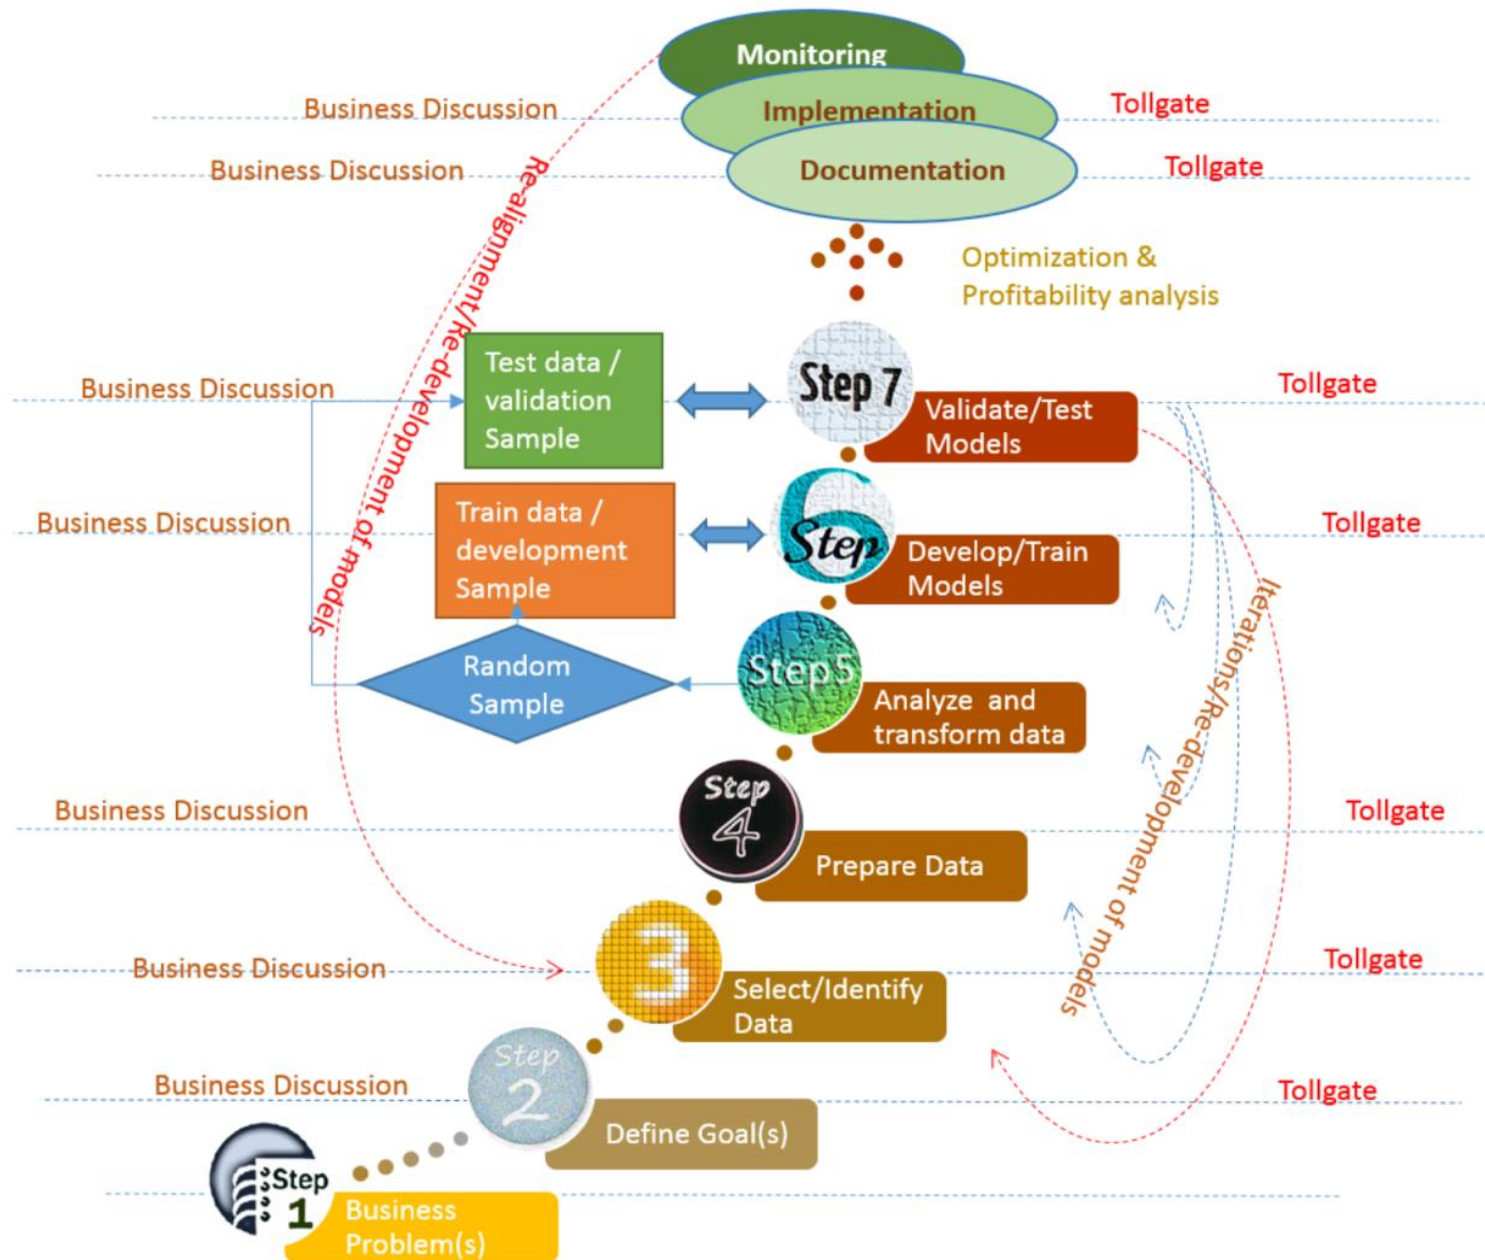 Monitoring
Business Discussion
Implementation
Tollgate
Business Discussion
Documentation
Tollgate
Re-alignment/Re-development of models
Optimization &
Profitability analysis
Business Discussion
Test data /
validation
Sample
Step 7
Validate/Test
Models
Tollgate
Business Discussion
Train data /
development
Sample
Step
6
Develop/Train
Models
Tollgate
Iterations/Re-development of models
Random
Sample
Step 5
Analyze and
transform data
Business Discussion
Step
4
Prepare Data
Tollgate
Business Discussion
3
Select/Identify
Data
Tollgate
Business Discussion
Step
2
Define Goal(s)
Tollgate
Step
1
Business
Problem(s)